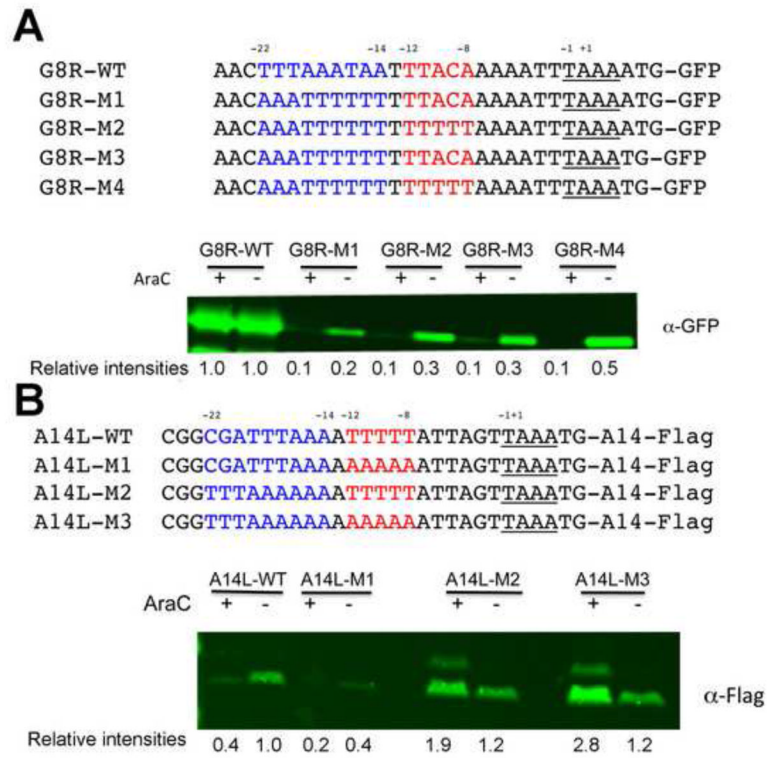 A
-22 -14 -12 -8 -1 +1
G8R-WT AACTTTAAATAATTTACAAAAATTTAAAATG-GFP
G8R-M1 AACAAATTTTTTTTTACAAAAATTTAAAATG-GFP
G8R-M2 AACAAATTTTTTTTTTTTAAAATTTAAAATG-GFP
G8R-M3 AACAAATTTTTTTTTACAAAAATTTAAATG-GFP
G8R-M4 AACAAATTTTTTTTTTTTAAAATTTAAATG-GFP
G8R-WT G8R-M1 G8R-M2 G8R-M3 G8R-M4
AraC + - + - + - + - + -
α-GFP
Relative intensities 1.0 1.0 0.1 0.2 0.1 0.3 0.1 0.3 0.1 0.5
B
-22 -14 -12 -8 -1+1
A14L-WT CGGCGATTTAAAATTTTTATTAGTTAAATG-A14-Flag
A14L-M1 CGGCGATTTAAAAAAAAAATTAGTTAAATG-A14-Flag
A14L-M2 CGGTTTAAAAAAATTTTTATTAGTTAAATG-A14-Flag
A14L-M3 CGGTTTAAAAAAAAAAAAATTAGTTAAATG-A14-Flag
A14L-WT A14L-M1 A14L-M2 A14L-M3
AraC + - + - + - + -
α-Flag
Relative intensities 0.4 1.0 0.2 0.4 1.9 1.2 2.8 1.2